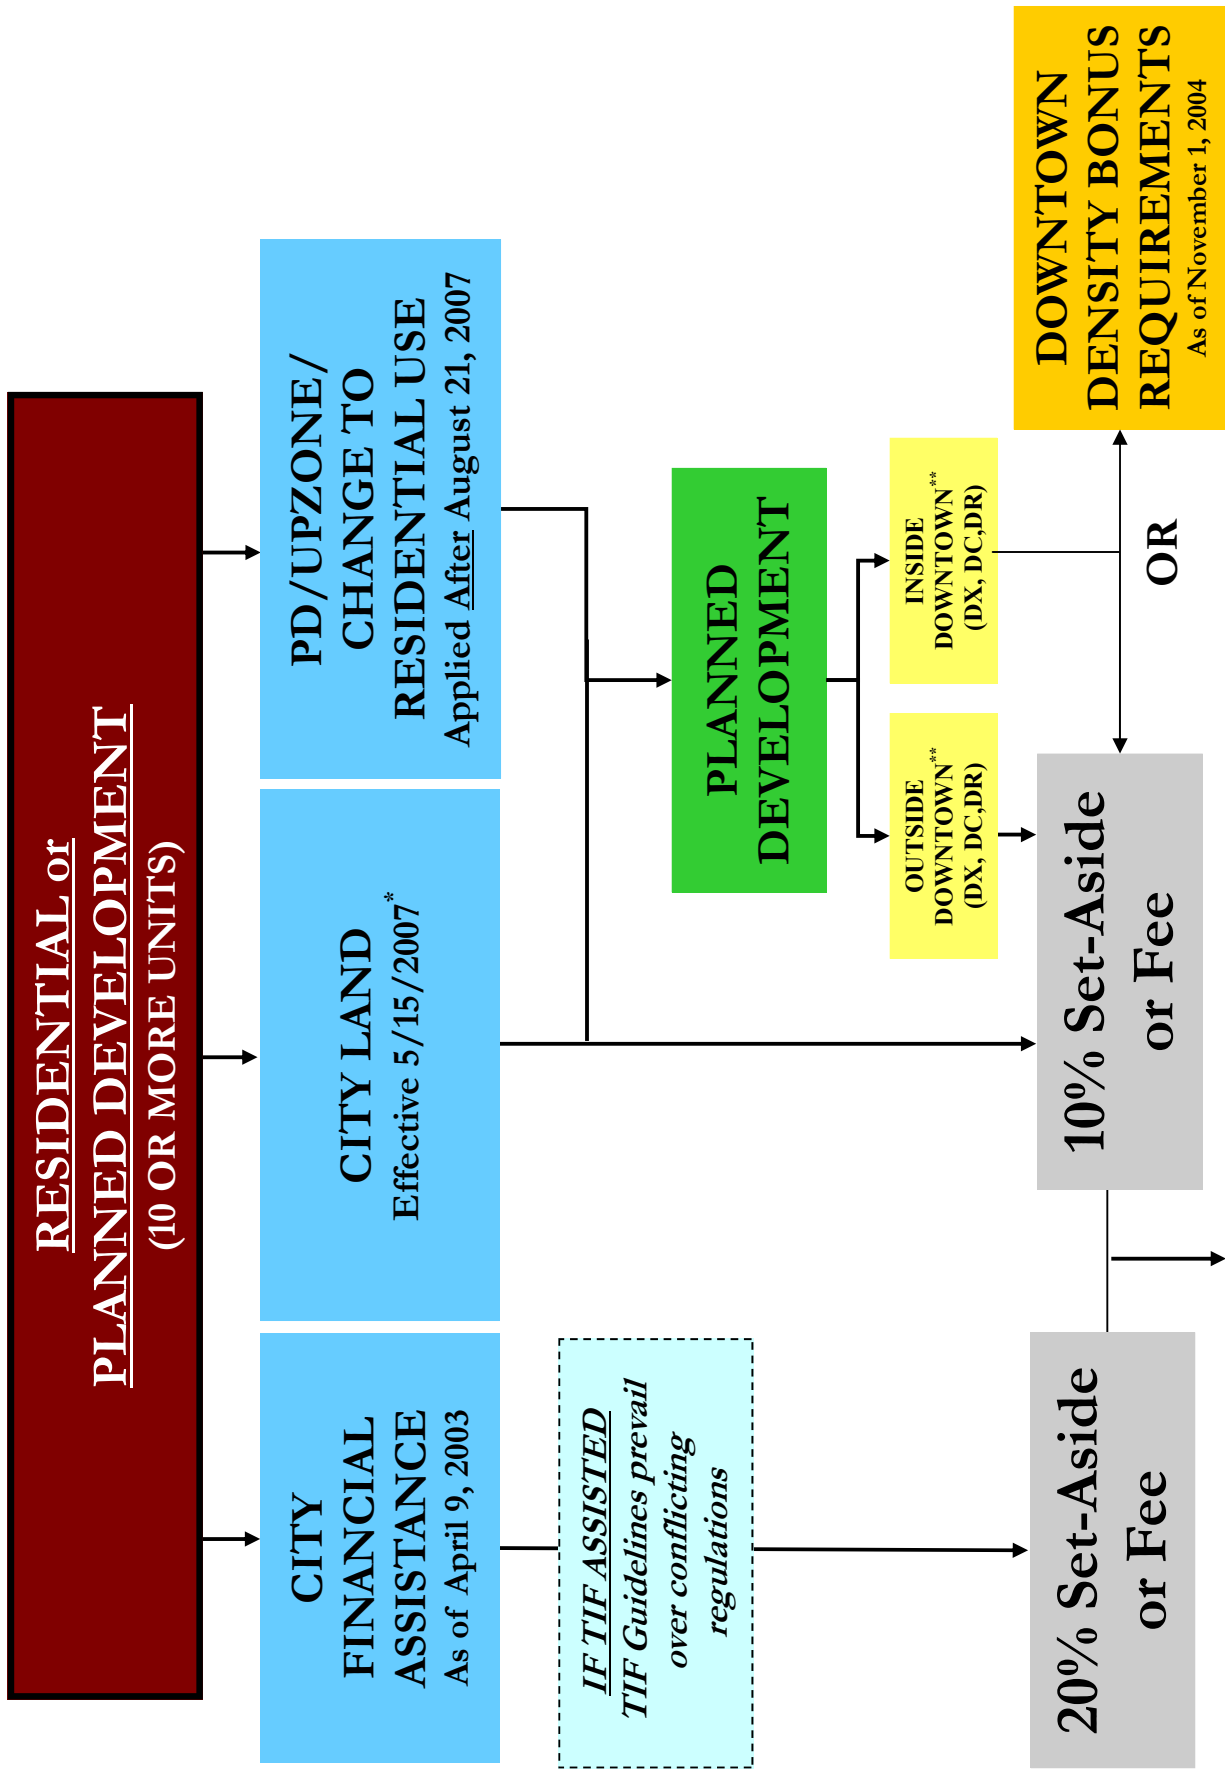 RESIDENTIAL or
PLANNED DEVELOPMENT
(10 OR MORE UNITS)
CITY
FINANCIAL
ASSISTANCE
As of April 9, 2003
CITY LAND
Effective 5/15/2007*
PD/UPZONE/
CHANGE TO
RESIDENTIAL USE
Applied After August 21, 2007
IF TIF ASSISTED
TIF Guidelines prevail
over conflicting
regulations
PLANNED
DEVELOPMENT
OUTSIDE
DOWNTOWN**
(DX, DC,DR)
INSIDE
DOWNTOWN**
(DX, DC,DR)
20% Set-Aside
or Fee
10% Set-Aside
or Fee
OR
DOWNTOWN
DENSITY BONUS
REQUIREMENTS
As of November 1, 2004